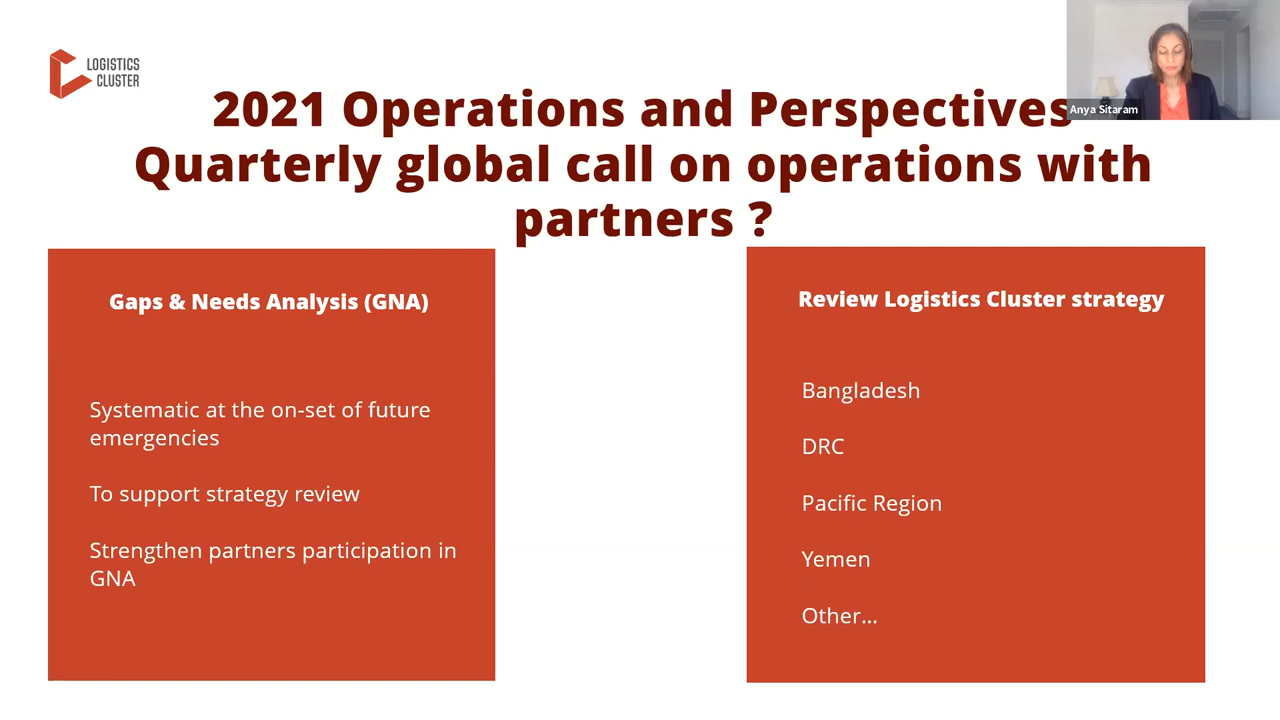 LOGISTICS
CLUSTER
2021 Operations and Perspectives
Quarterly global call on operations with
partners ?
Anya Sitaram
Gaps & Needs Analysis (GNA)
Systematic at the on-set of future
emergencies
To support strategy review
Strengthen partners participation in
GNA
Review Logistics Cluster strategy
Bangladesh
DRC
Pacific Region
Yemen
Other...